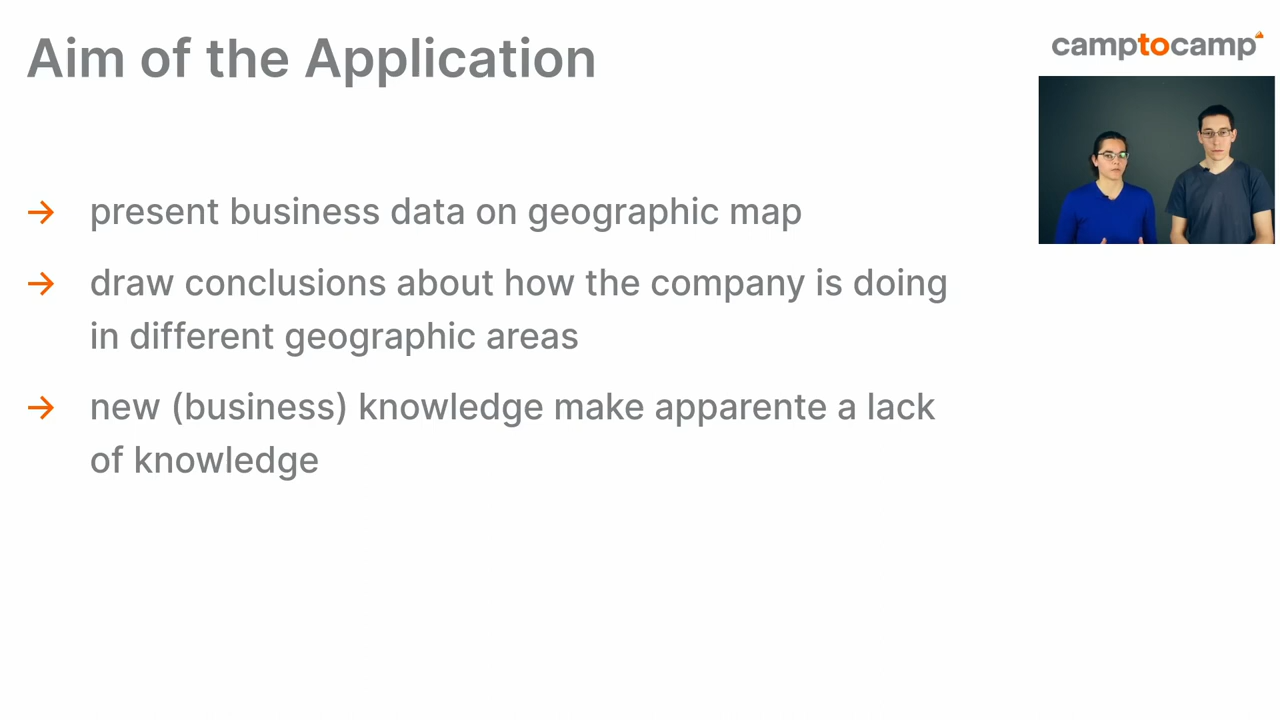 Aim of the Application
camptocamp
→ present business data on geographic map
→ draw conclusions about how the company is doing
in different geographic areas
→ new (business) knowledge make apparente a lack
of knowledge